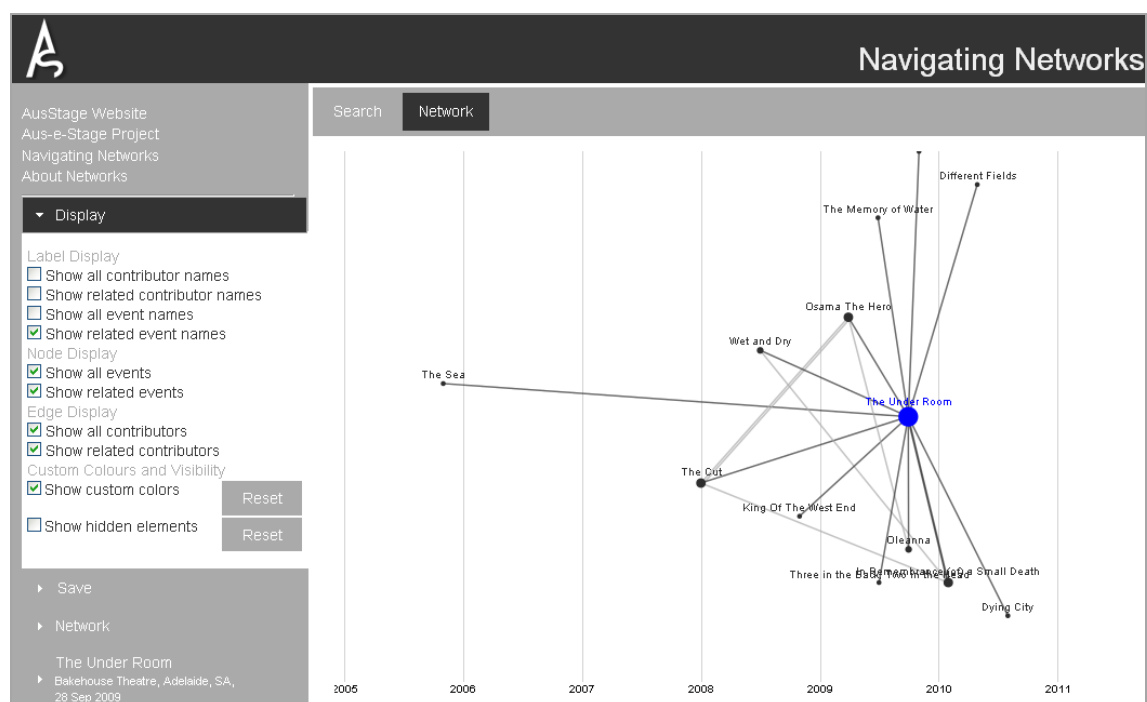 Navigating Networks
AusStage Website
Aus-e-Stage Project
Navigating Networks
About Networks
Display
Label Display
Show all contributor names
Show related contributor names
Show all event names
Show related event names
Node Display
Show all events
Show related events
Edge Display
Show all contributors
Show related contributors
Custom Colours and Visibility
Show custom colors
Reset
Show hidden elements
Reset
Save
Network
The Under Room
Bakehouse Theatre, Adelaide, SA,
28 Sep 2009
Search
Network
Different Fields
The Memory of Water
Osama The Hero
Wet and Dry
The Sea
The Under Room
The Cut
King Of The West End
Oleanna
Three in the Back, Two in the Head
In Remembrance (of) a Small Death
Dying City
2005
2006
2007
2008
2009
2010
2011